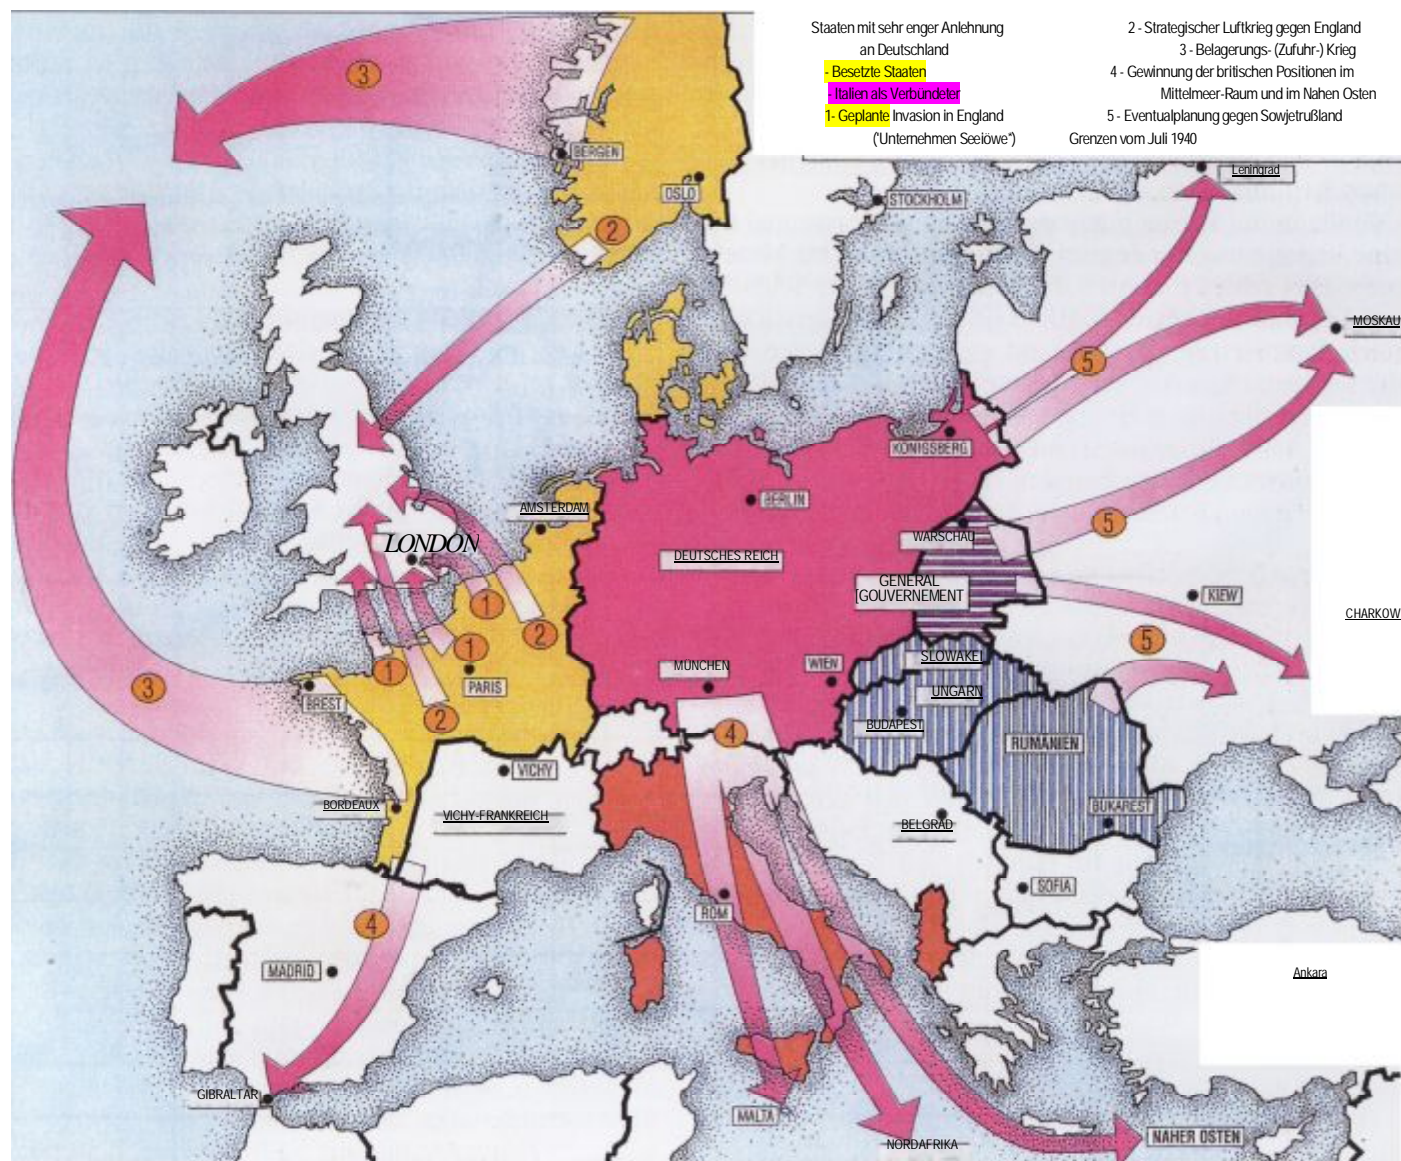 Staaten mit sehr enger Anlehnung
an Deutschland
- Besetzte Staaten
- Italien als Verbündeter
1- Geplante Invasion in England
("Unternehmen Seeiöwe")
2 - Strategischer Luftkrieg gegen England
3 - Belagerungs- (Zufuhr-) Krieg
4 - Gewinnung der britischen Positionen im
Mittelmeer-Raum und im Nahen Osten
5 - Eventualplanung gegen Sowjetrußland
Grenzen vom Juli 1940
3
BERGEN
OSLO
STOCKHOLM
Leningrad
2
MOSKAU
5
KÖNIGSBERG
BERLIN
AMSTERDAM
5
LONDON
WARSCHAU
DEUTSCHES REICH
GENERAL
GOUVERNEMENT
KIEW
CHARKOW
1
2
1
1
5
SLOWAKEI
MÜNCHEN
WIEN
3
PARIS
BREST
UNGARN
2
BUDAPEST
4
RUMÄNIEN
VICHY
BORDEAUX
VICHY-FRANKREICH
BUKAREST
BELGRAD
SOFIA
ROM
4
MADRID
Ankara
GIBRALTAR
MALTA
NORDAFRIKA
NAHER OSTEN